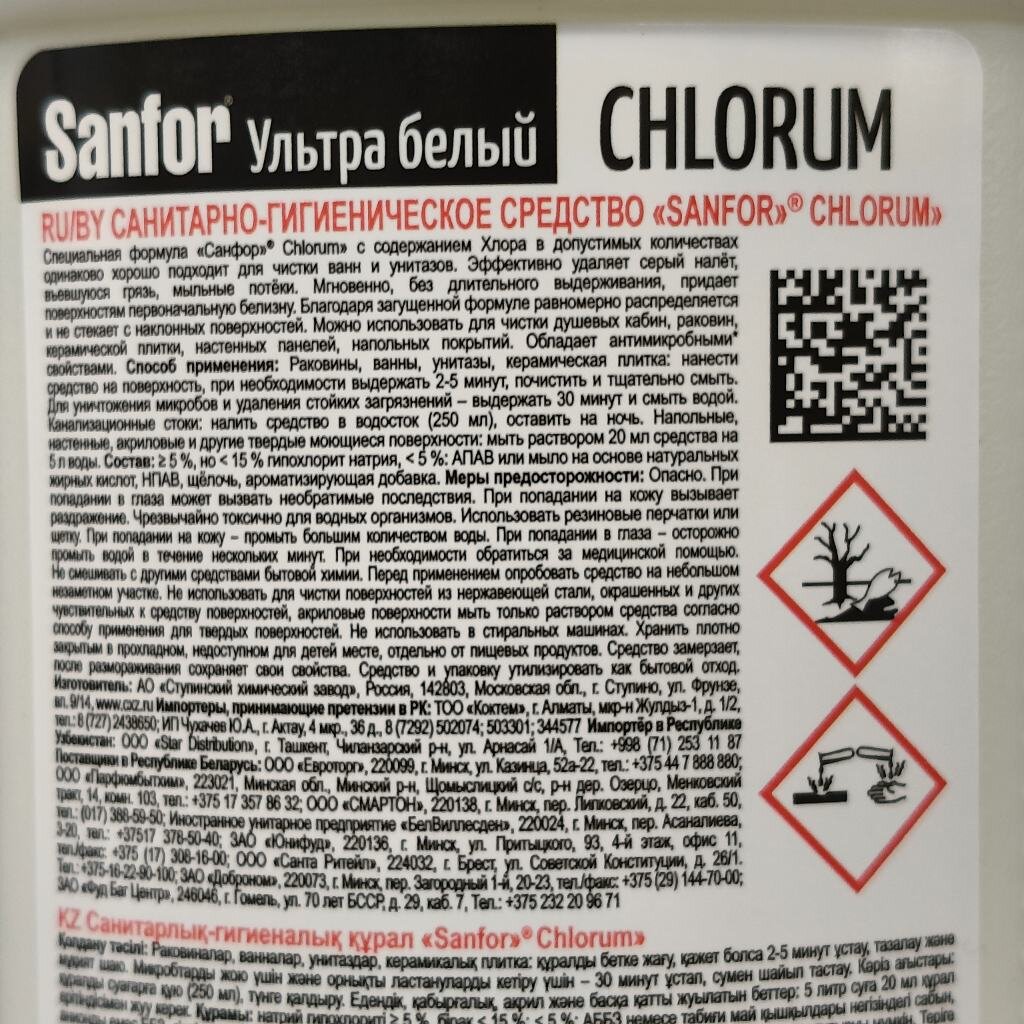 Sanfor® Ультра белый CHLORUM
RU/BY САНИТАРНО-ГИГИЕНИЧЕСКОЕ СРЕДСТВО «SANFOR»® CHLORUM»
Специальная формула «Санфор»® Chlorum» с содержанием Хлора в допустимых количествах
одинаково хорошо подходит для чистки ванн и унитазов. Эффективно удаляет серый налёт,
въевшуюся грязь, мыльные потёки. Мгновенно, без длительного выдерживания, придает
поверхностям первоначальную белизну. Благодаря загущенной формуле равномерно распределяется
и не стекает с наклонных поверхностей. Можно использовать для чистки душевых кабин, раковин,
керамической плитки, настенных панелей, напольных покрытий. Обладает антимикробными*
свойствами. Способ применения: Раковины, ванны, унитазы, керамическая плитка: нанести
средство на поверхность, при необходимости выдержать 2-5 минут, почистить и тщательно смыть.
Для уничтожения микробов и удаления стойких загрязнений – выдержать 30 минут и смыть водой.
Канализационные стоки: налить средство в водосток (250 мл), оставить на ночь. Напольные,
настенные, акриловые и другие твердые моющиеся поверхности: мыть раствором 20 мл средства на
5 л воды. Состав: ≥ 5 %, но < 15 % гипохлорит натрия, < 5 %: АПАВ или мыло на основе натуральных
жирных кислот, НПАВ, щёлочь, ароматизирующая добавка. Меры предосторожности: Опасно. При
попадании в глаза может вызвать необратимые последствия. При попадании на кожу вызывает
раздражение. Чрезвычайно токсично для водных организмов. Использовать резиновые перчатки или
щетку. При попадании на кожу – промыть большим количеством воды. При попадании в глаза – осторожно
промыть водой в течение нескольких минут. При необходимости обратиться за медицинской помощью.
Не смешивать с другими средствами бытовой химии. Перед применением опробовать средство на небольшом
незаметном участке. Не использовать для чистки поверхностей из нержавеющей стали, окрашенных и других
чувствительных к средству поверхностей, акриловые поверхности мыть только раствором средства согласно
способу применения для твердых поверхностей. Не использовать в стиральных машинах. Хранить плотно
закрытым в прохладном, недоступном для детей месте, отдельно от пищевых продуктов. Средство замерзает,
после размораживания сохраняет свои свойства. Средство и упаковку утилизировать как бытовой отход.
Изготовитель: АО «Ступинский химический завод», Россия, 142803, Московская обл., г. Ступино, ул. Фрунзе,
вл. 9/14, www.cxz.ru Импортеры, принимающие претензии в РК: ТОО «Коктем», г. Алматы, мкр-н Жулдыз-1, д. 1/2,
тел.: 8 (727) 2438650; ИП Чухачев Ю.А., г. Актау, 4 мкр., 36 д., 8 (7292) 502074; 503301; 344577 Импортёр в Республике
Узбекистан: ООО «Star Distribution», г. Ташкент, Чиланзарский р-н, ул. Арнасай 1/А, Тел.: +998 (71) 253 11 87
Поставщики в Республике Беларусь: ООО «Евроторг», 220099, г. Минск, ул. Казинца, 52а-22, тел.: +375 44 7 888 880;
ООО «Парфюмбытхим», 223021, Минская обл., Минский р-н, Щомыслицкий с/с, р-н дер. Озерцо, Менковский
тракт, 14, комн. 103, тел.: +375 17 357 86 32; ООО «СМАРТОН», 220138, г. Минск, пер. Липковский, д. 22, каб. 50,
тел.: (017) 388-59-50; Иностранное унитарное предприятие «БелВиллесден», 220024, г. Минск, пер. Асаналиева,
3-20, тел.: +37517 378-50-40; ЗАО «Юнифуд», 220136, г. Минск, ул. Притыцкого, 93, 4-й этаж, офис 11,
тел./факс: +375 (17) 308-16-00; ООО «Санта Ритейл», 224032, г. Брест, ул. Советской Конституции, д. 26/1.
Тел.: +375-16-22-90-100; ЗАО «Доброном», 220073, г. Минск, пер. Загородный 1-й, 20-23, тел./факс: +375 (29) 144-70-00;
ЗАО «Фуд Баг Центр», 246046, г. Гомель, ул. 70 лет БССР, д. 29, каб. 7, Тел.: +375 232 20 96 71
KZ Санитарлық-гигиеналық құрал «Sanfor»® Chlorum»
Қолдану тәсілі: Раковиналар, ванналар, унитаздар, керамикалық плитка: құралды бетке жағу, қажет болса 2-5 минут ұстау, тазалау және
мұқият шаю. Микробтарды жою үшін және орнықты ластануларды кетіру үшін – 30 минут ұстап, сумен шайып тастау. Кәріз ағыстары:
құралды суағарға құю (250 мл), түнге қалдыру. Едендік, қабырғалық, акрил және басқа қатты жуылатын беттер: 5 литр суға 20 мл құрал
ерітіндісімен жуу керек. Құрамы: натрий гипохлориті ≥ 5 %, бірақ < 15 %; < 5 %: АББЗ немесе табиғи май қышқылдары негізіндегі сабын,